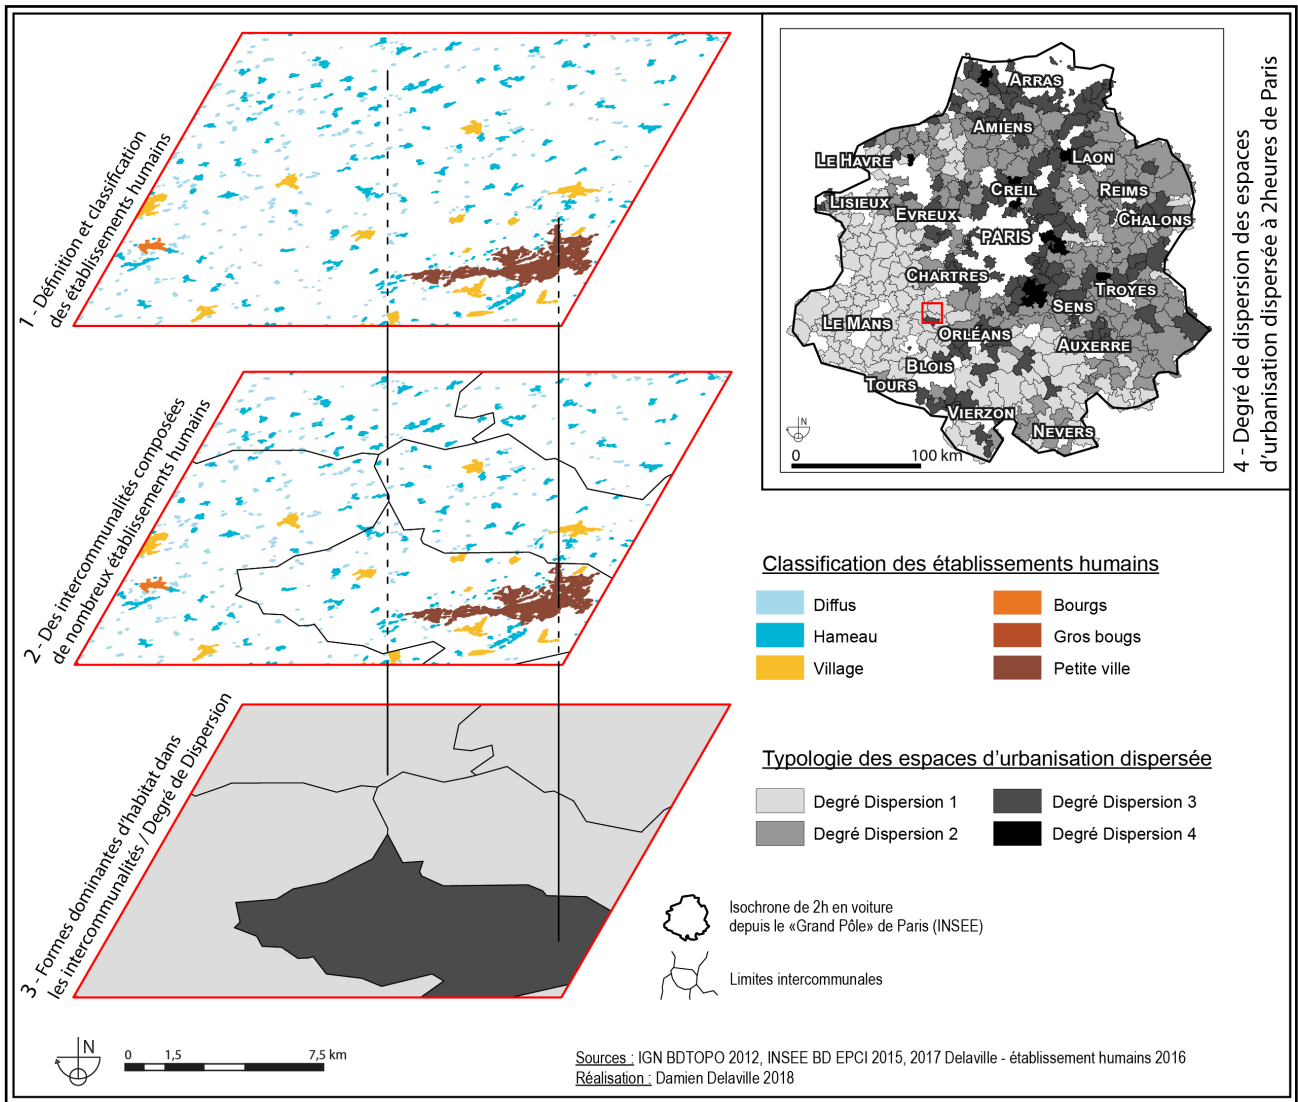 1 - Définition et classification
des établissements humains
2 - Des intercommunalités composées
de nombreux établissements humains
3 - Formes dominantes d'habitat dans
les intercommunalités / Degré de Dispersion
N
0 1,5 7,5 km
ARRAS
AMIENS
LE HAVRE
LAON
CREIL
REIMS
LISIEUX
EVREUX
CHALONS
PARIS
CHARTRES
TROYES
SENS
LE MANS
ORLÉANS
AUXERRE
BLOIS
TOURS
VIERZON
NEVERS
N
0 100 km
4 - Degré de dispersion des espaces
d'urbanisation dispersée à 2heures de Paris
Classification des établissements humains
Diffus
Hameau
Village
Bourgs
Gros bougs
Petite ville
Typologie des espaces d'urbanisation dispersée
Degré Dispersion 1
Degré Dispersion 2
Degré Dispersion 3
Degré Dispersion 4
Isochrone de 2h en voiture
depuis le «Grand Pôle» de Paris (INSEE)
Limites intercommunales
Sources : IGN BDTOPO 2012, INSEE BD EPCI 2015, 2017 Delaville - établissement humains 2016
Réalisation : Damien Delaville 2018